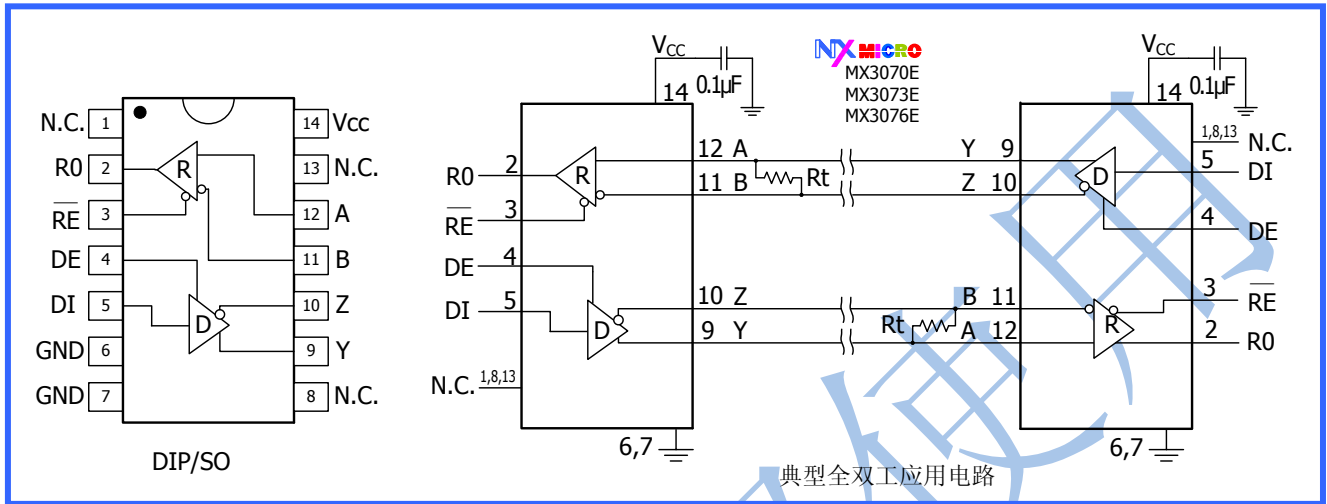 N.C. 1
R0 2
RE 3
DE 4
DI 5
GND 6
GND 7
14 Vcc
13 N.C.
12 A
11 B
10 Z
9 Y
8 N.C.
R
D
DIP/SO
VCC
0.1μF
14
R0 2
RE 3
DE 4
DI 5
N.C. 1,8,13
R
D
12 A
11 B
Rt
10 Z
9 Y
6,7
NX MICRO
MX3070E
MX3073E
MX3076E
VCC
0.1μF
14
Y 9
Z 10
Rt
B 11
A 12
D
R
1,8,13 N.C.
5 DI
4 DE
3 RE
2 R0
6,7
典型全双工应用电路
使用